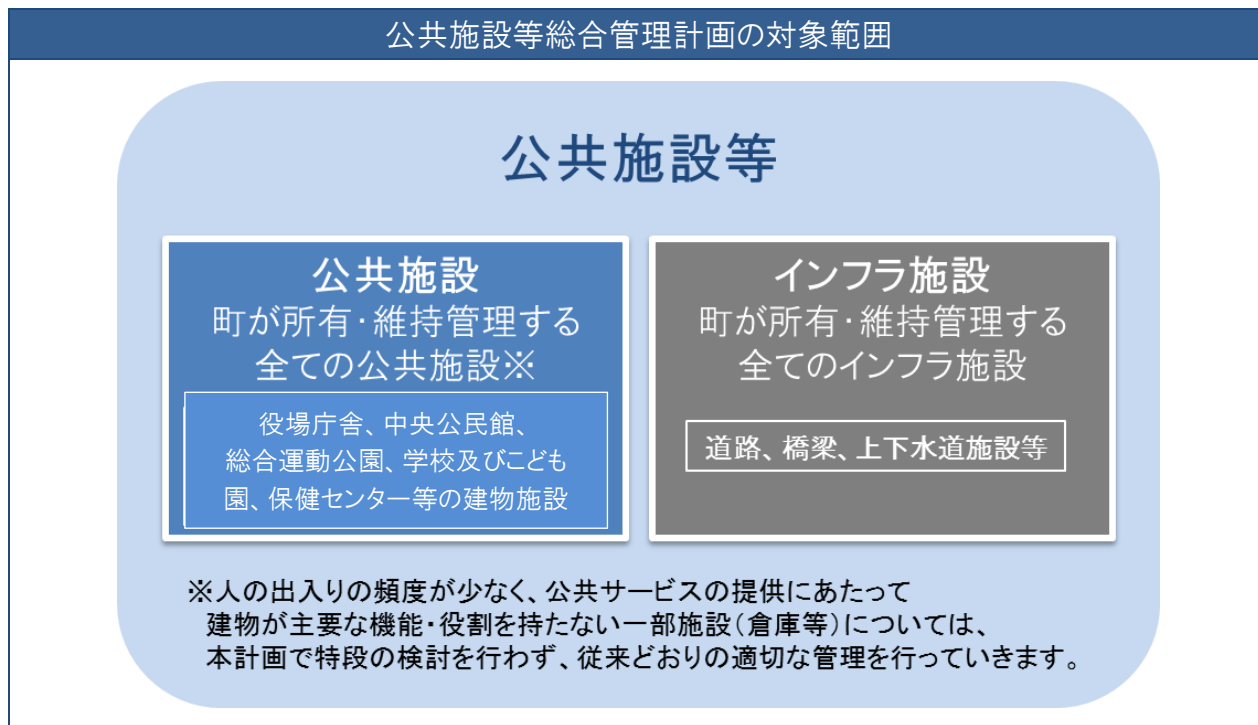 公共施設等総合管理計画の対象範囲
公共施設等
公共施設
町が所有・維持管理する
全ての公共施設※
役場庁舎、中央公民館、
総合運動公園、学校及びこども
園、保健センター等の建物施設
インフラ施設
町が所有・維持管理する
全てのインフラ施設
道路、橋梁、上下水道施設等
※人の出入りの頻度が少なく、公共サービスの提供にあたって
建物が主要な機能・役割を持たない一部施設（倉庫等）については、
本計画で特段の検討を行わず、従来どおりの適切な管理を行っていきます。